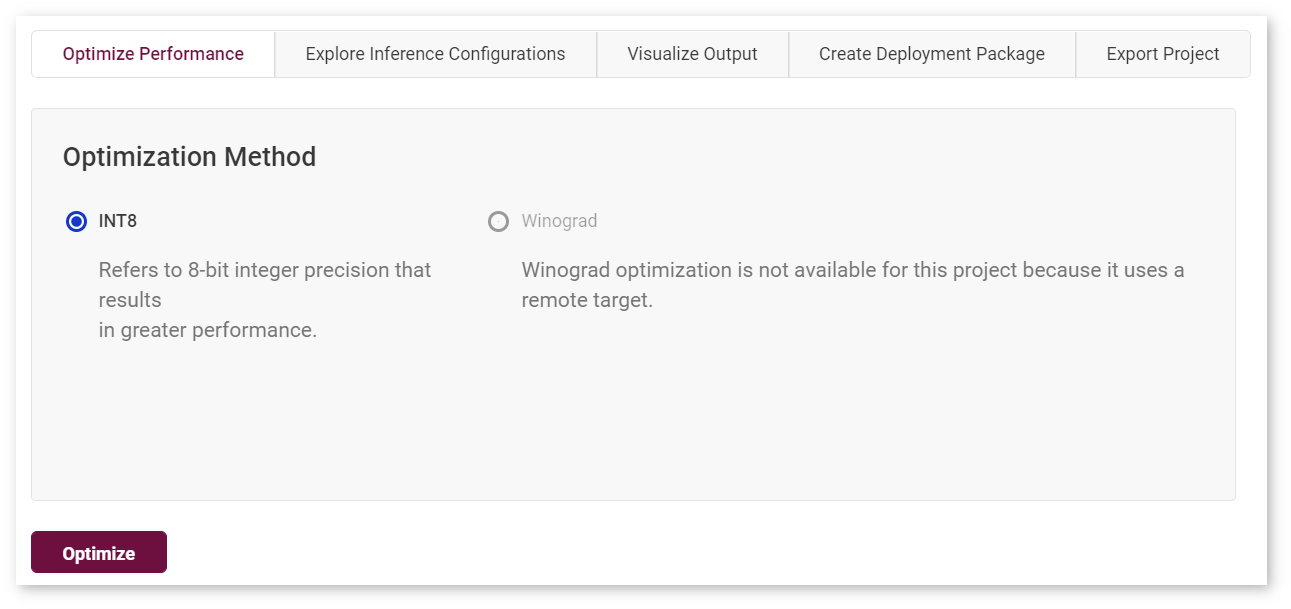 Optimize Performance
Explore Inference Configurations
Visualize Output
Create Deployment Package
Export Project
Optimization Method
INT8
Refers to 8-bit integer precision that
results
in greater performance.
Winograd
Winograd optimization is not available for this project because it uses a
remote target.
Optimize